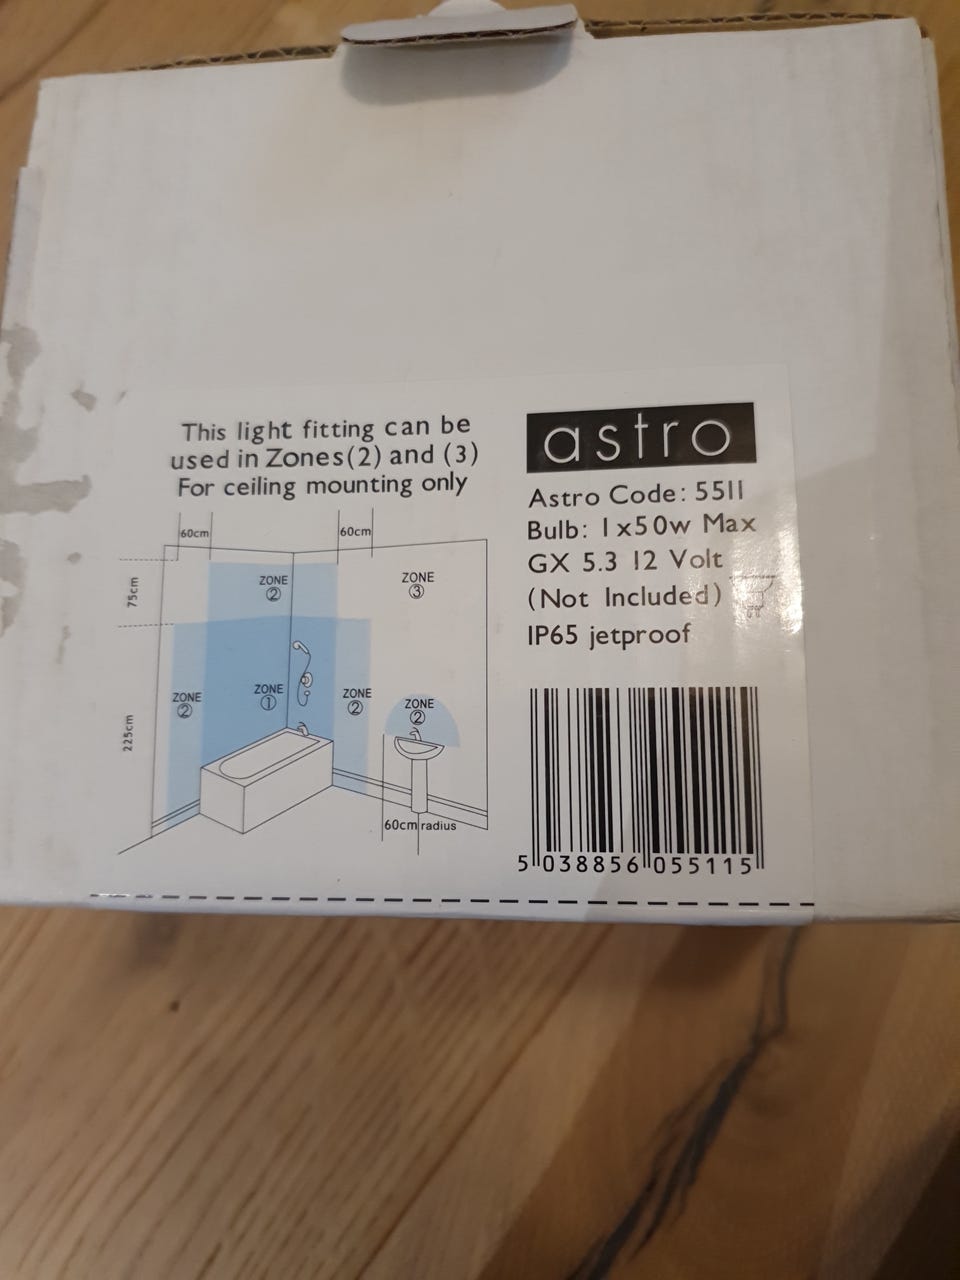 This light fitting can be
used in Zones(2) and (3)
For ceiling mounting only
60cm
60cm
75cm
225cm
ZONE
②
ZONE
③
ZONE
②
ZONE
①
ZONE
②
ZONE
②
60cm radius
astro
Astro Code: 5511
Bulb: 1x50w Max
GX 5.3 12 Volt
(Not Included)
IP65 jetproof
5 038856 055115